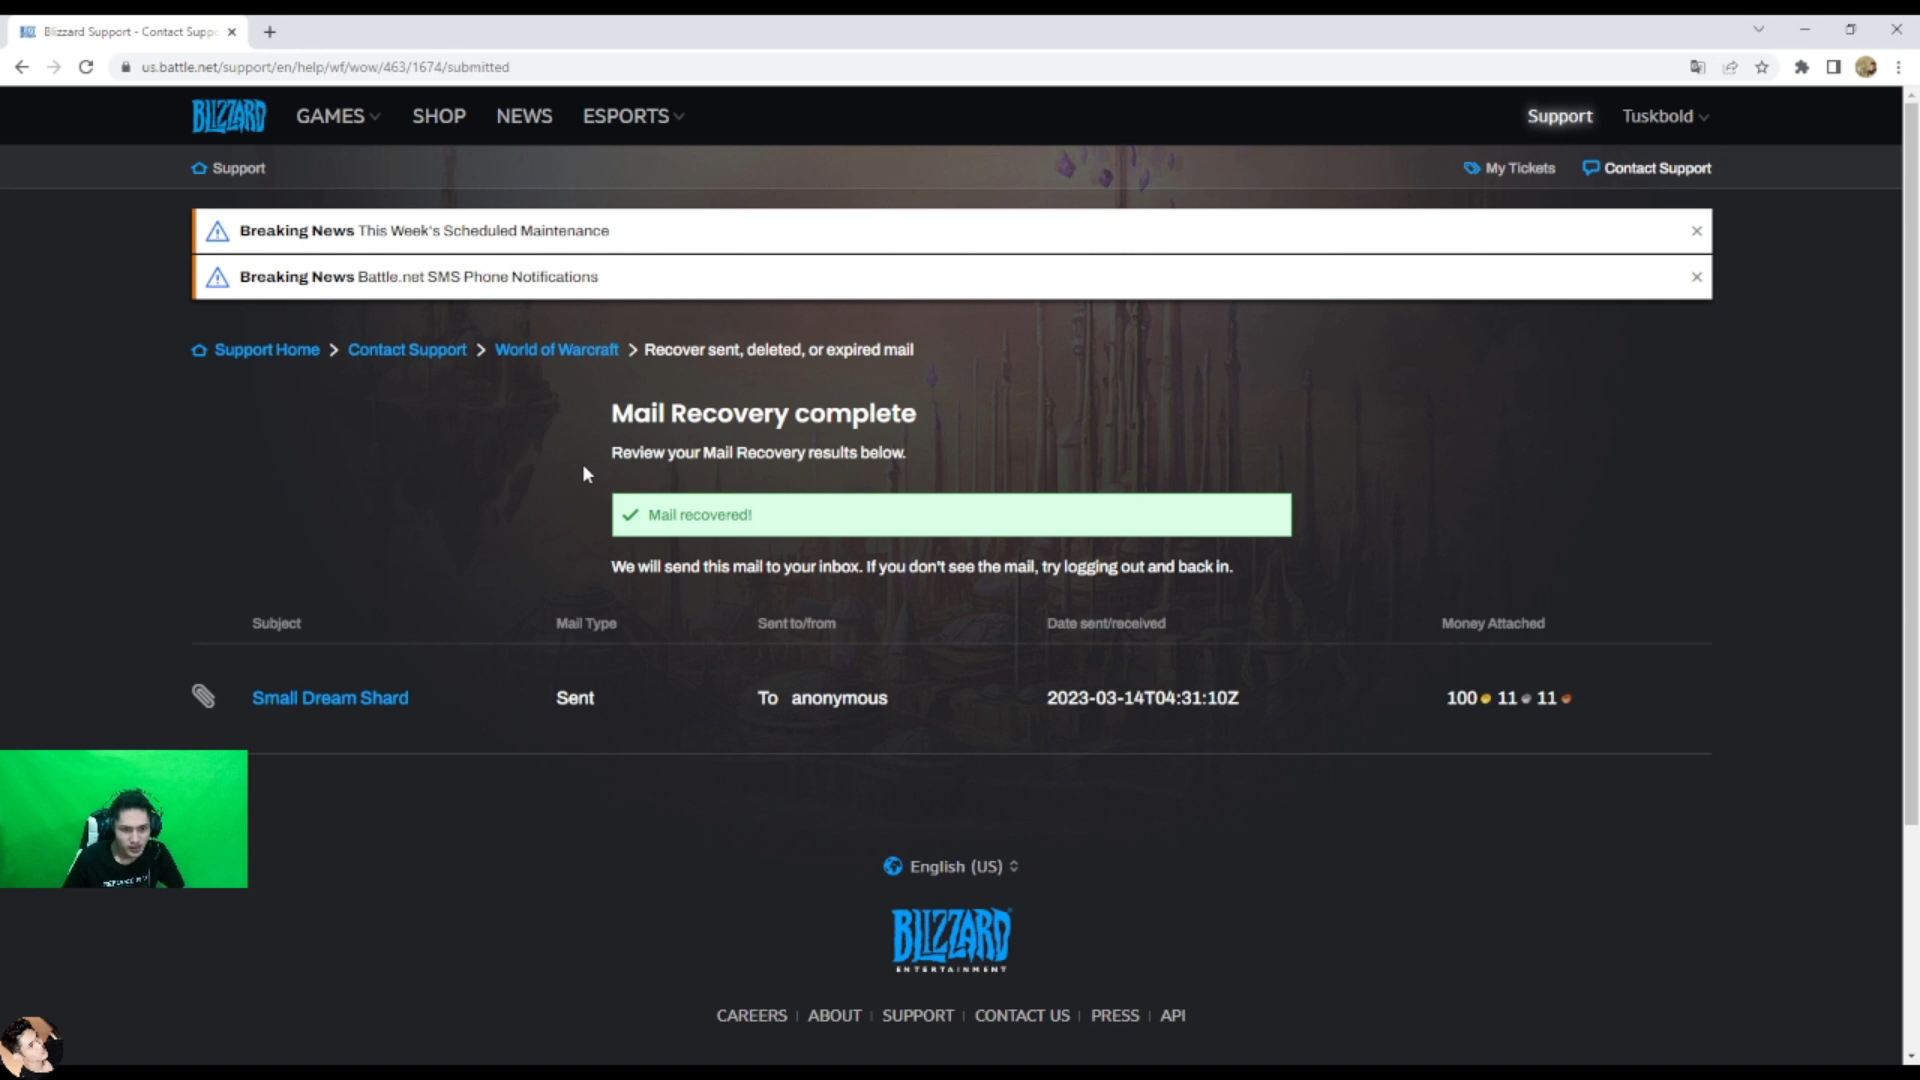 Blizzard Support - Contact Suppo
us.battle.net/support/en/help/wf/wow/463/1674/submitted
BLIZZARD GAMES SHOP NEWS ESPORTS Support Tuskbold
Support My Tickets Contact Support
Breaking News This Week's Scheduled Maintenance
Breaking News Battle.net SMS Phone Notifications
Support Home > Contact Support > World of Warcraft > Recover sent, deleted, or expired mail
Mail Recovery complete
Review your Mail Recovery results below.
Mail recovered!
We will send this mail to your inbox. If you don't see the mail, try logging out and back in.
Subject Mail Type Sent to/from Date sent/received Money Attached
Small Dream Shard Sent To anonymous 2023-03-14T04:31:10Z 100 11 11
English (US)
BLIZZARD
ENTERTAINMENT
CAREERS | ABOUT | SUPPORT | CONTACT US | PRESS | API